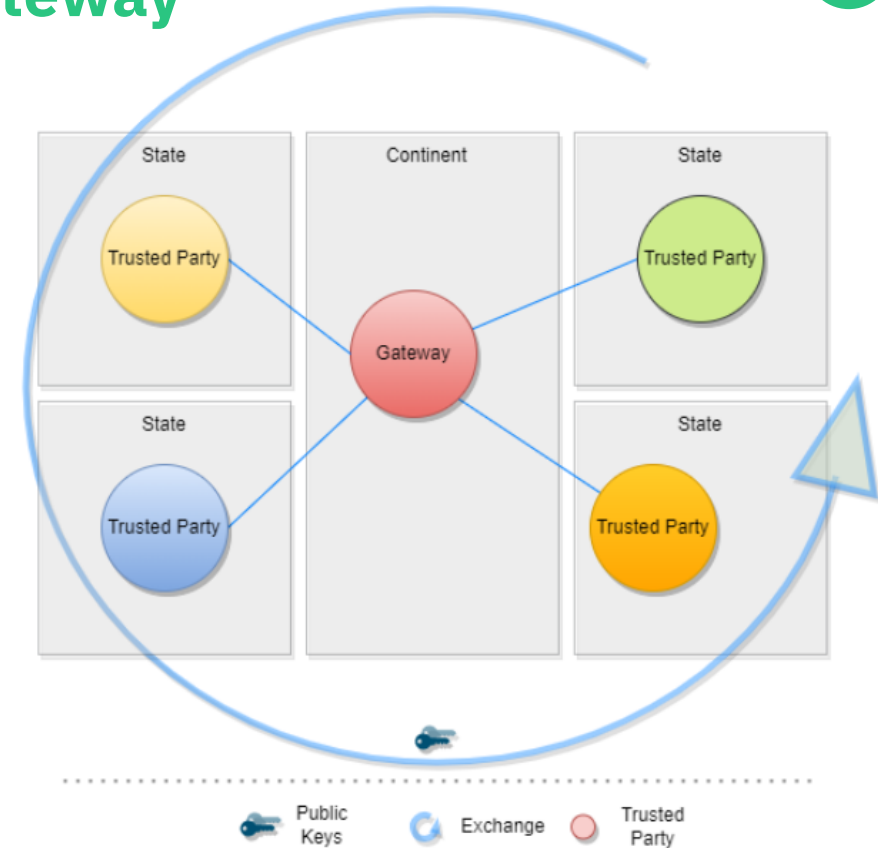 teway
State
Continent
State
Trusted Party
Trusted Party
Gateway
State
State
Trusted Party
Trusted Party
Public
Keys
Exchange
Trusted
Party